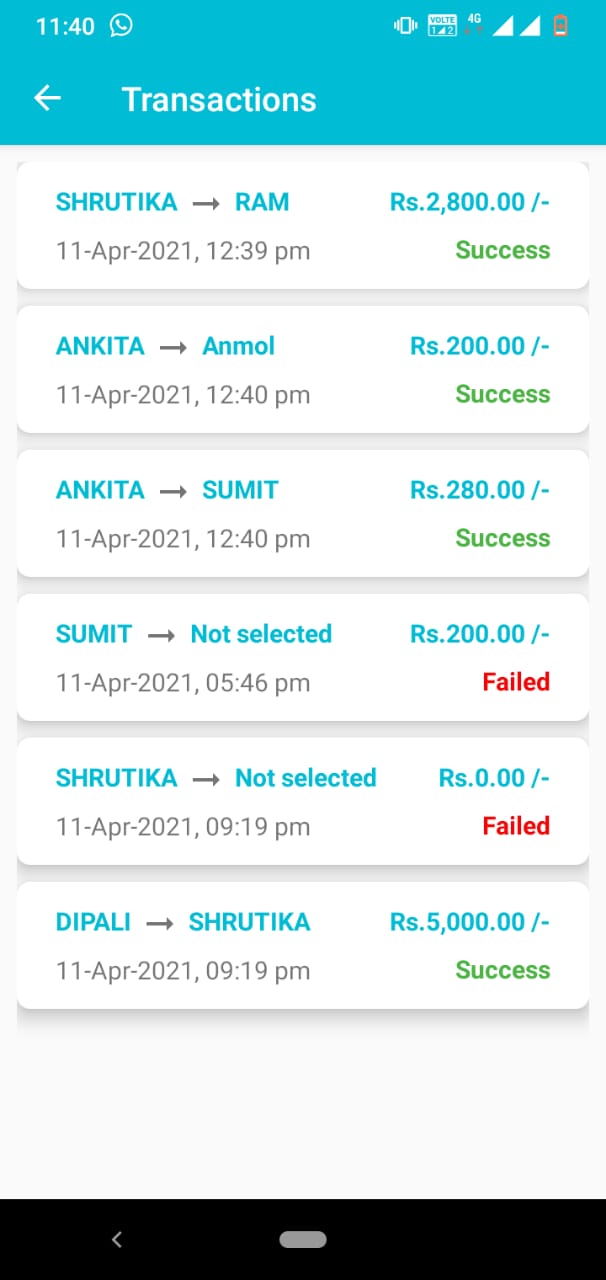 11:40 VOLTE 1 2 4G
Transactions
SHRUTIKA → RAM Rs.2,800.00 /-
11-Apr-2021, 12:39 pm Success
ANKITA → Anmol Rs.200.00 /-
11-Apr-2021, 12:40 pm Success
ANKITA → SUMIT Rs.280.00 /-
11-Apr-2021, 12:40 pm Success
SUMIT → Not selected Rs.200.00 /-
11-Apr-2021, 05:46 pm Failed
SHRUTIKA → Not selected Rs.0.00 /-
11-Apr-2021, 09:19 pm Failed
DIPALI → SHRUTIKA Rs.5,000.00 /-
11-Apr-2021, 09:19 pm Success